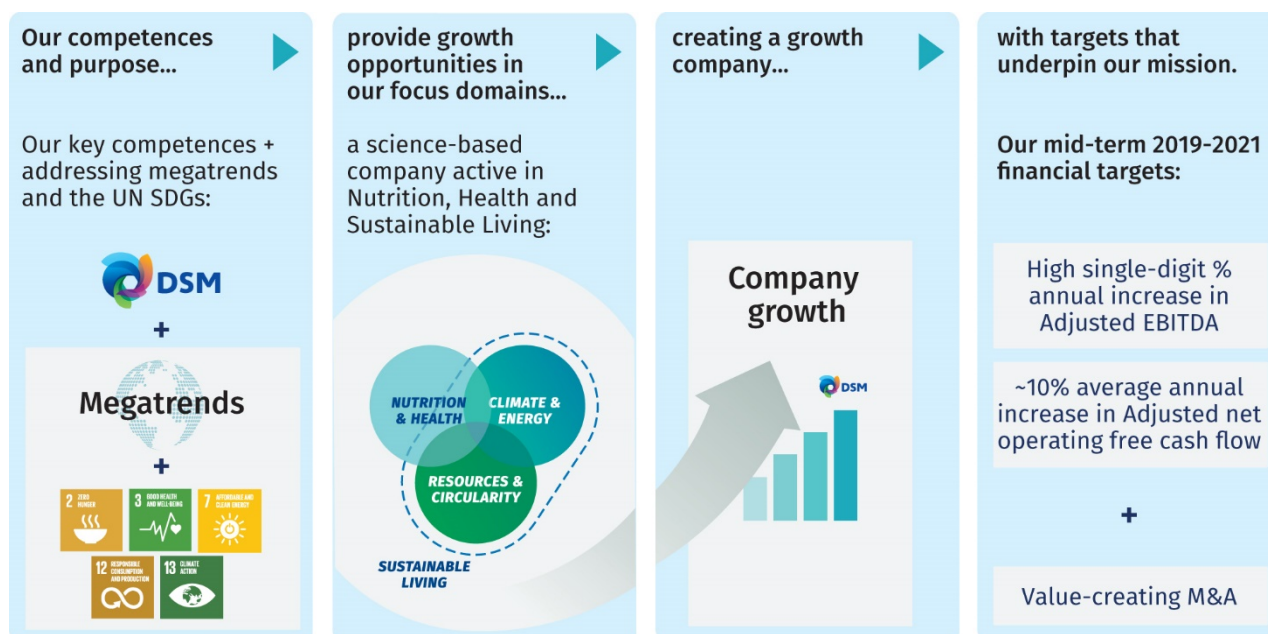 Our competences
and purpose...
Our key competences +
addressing megatrends
and the UN SDGs:
DSM
+
Megatrends
+
2 ZERO
HUNGER
3 GOOD HEALTH
AND WELL-BEING
7 AFFORDABLE AND
CLEAN ENERGY
12 RESPONSIBLE
CONSUMPTION
AND PRODUCTION
13 CLIMATE
ACTION
provide growth
opportunities in
our focus domains...
a science-based
company active in
Nutrition, Health and
Sustainable Living:
NUTRITION
& HEALTH
CLIMATE &
ENERGY
RESOURCES &
CIRCULARITY
SUSTAINABLE
LIVING
creating a growth
company...
Company
growth
DSM
with targets that
underpin our mission.
Our mid-term 2019-2021
financial targets:
High single-digit %
annual increase in
Adjusted EBITDA
~10% average annual
increase in Adjusted net
operating free cash flow
+
Value-creating M&A